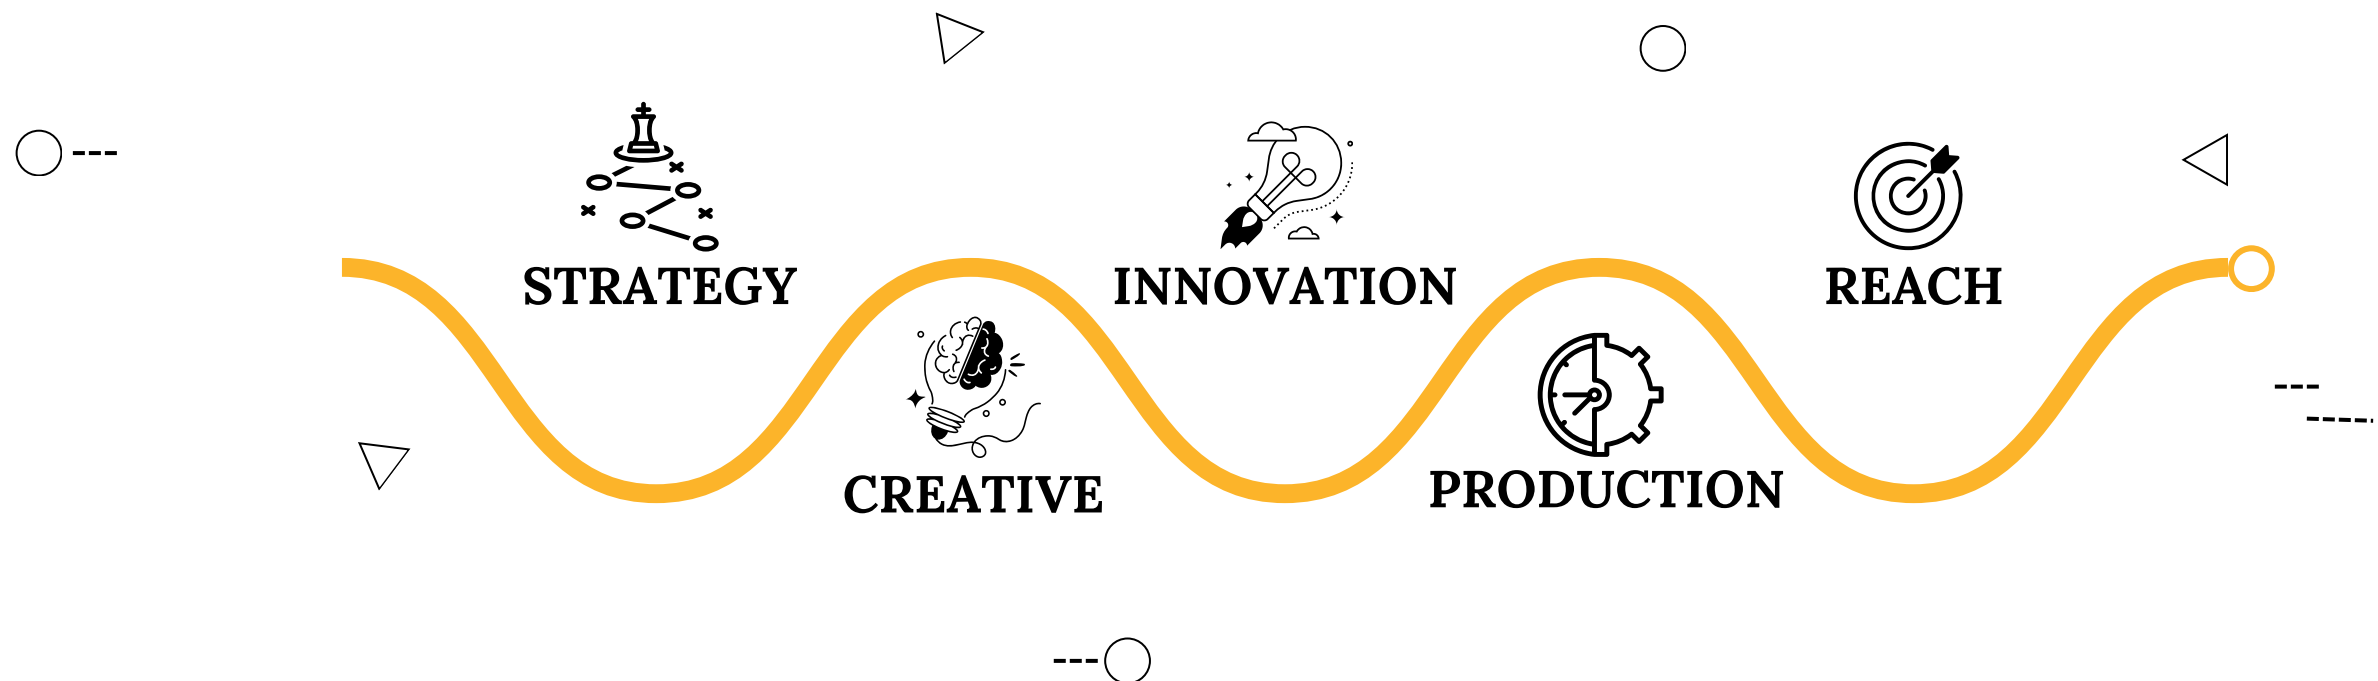 STRATEGY
CREATIVE
INNOVATION
PRODUCTION
REACH